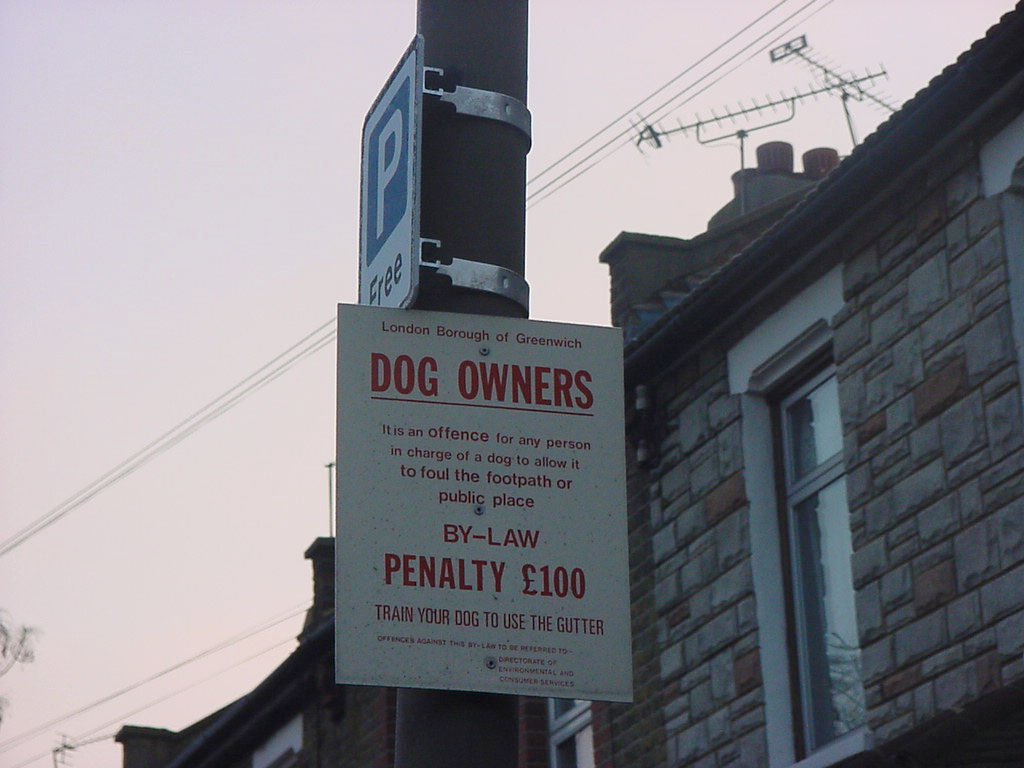 P
Free
London Borough of Greenwich
DOG OWNERS
It is an offence for any person
in charge of a dog to allow it
to foul the footpath or
public place
BY-LAW
PENALTY £100
TRAIN YOUR DOG TO USE THE GUTTER
OFFENCES AGAINST THIS BY-LAW TO BE REFERRED TO:-
DIRECTORATE OF
ENVIRONMENTAL AND
CONSUMER SERVICES